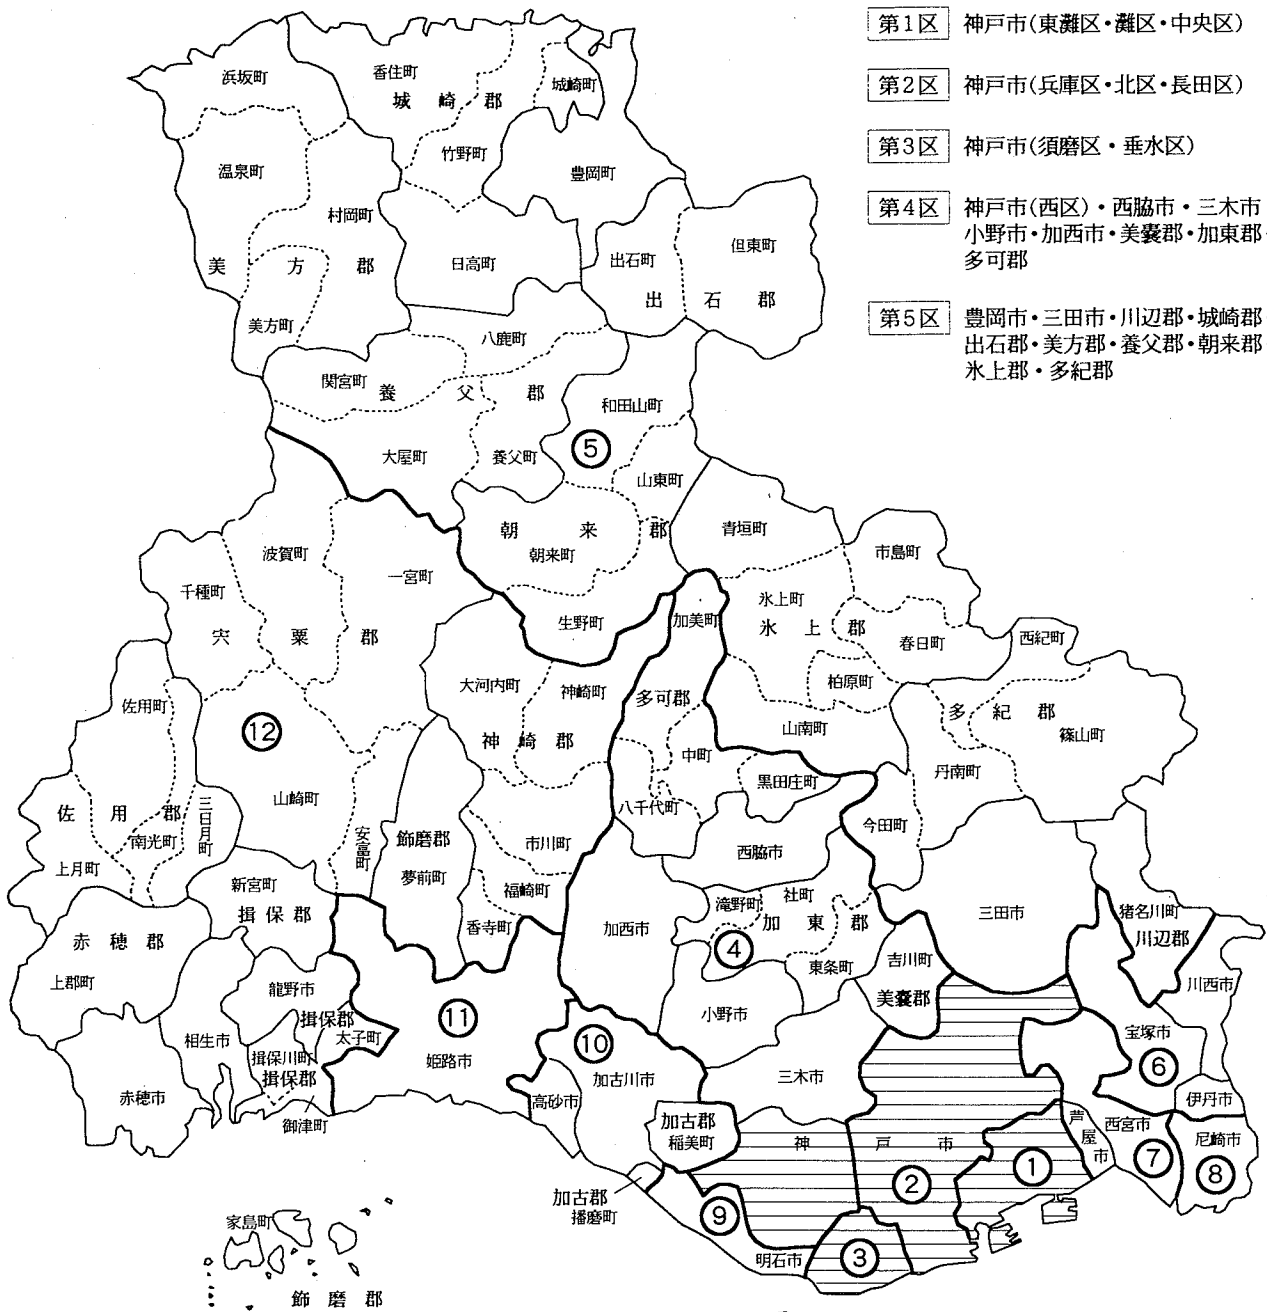 第1区 神戸市(東灘区・灘区・中央区)
第2区 神戸市(兵庫区・北区・長田区)
第3区 神戸市(須磨区・垂水区)
第4区 神戸市(西区)・西脇市・三木市
小野市・加西市・美嚢郡・加東郡・
多可郡
第5区 豊岡市・三田市・川辺郡・城崎郡
出石郡・美方郡・養父郡・朝来郡
氷上郡・多紀郡
浜坂町
香住町
城崎郡
城崎町
竹野町
温泉町
豊岡町
村岡町
美方郡
日高町
出石町
但東町
出石郡
美方町
八鹿町
関宮町
養父郡
和田山町
⑤
大屋町
養父町
山東町
朝来郡
朝来町
青垣町
市島町
波賀町
一宮町
千種町
宍粟郡
生野町
加美町
氷上町
氷上郡
春日町
西紀町
柏原町
大河内町
神崎町
神崎郡
多可郡
佐用町
⑫
山南町
多紀郡
篠山町
中町
黒田庄町
丹南町
山崎町
八千代町
佐用郡
三日月町
南光町
上月町
安富町
飾磨郡
夢前町
市川町
西脇市
今田町
新宮町
揖保郡
福崎町
香寺町
滝野町
社町
加東郡
加西市
④
東条町
三田市
猪名川町
川辺郡
赤穂郡
上郡町
吉川町
美嚢郡
川西市
龍野市
揖保郡
太子町
⑪
姫路市
小野市
相生市
揖保川町
揖保郡
御津町
赤穂市
⑩
加古川市
高砂市
三木市
宝塚市
⑥
伊丹市
加古郡
稲美町
神戸市
芦屋市
西宮市
⑦
尼崎市
⑧
①
②
加古郡
播磨町
⑨
明石市
③
家島町
飾磨郡